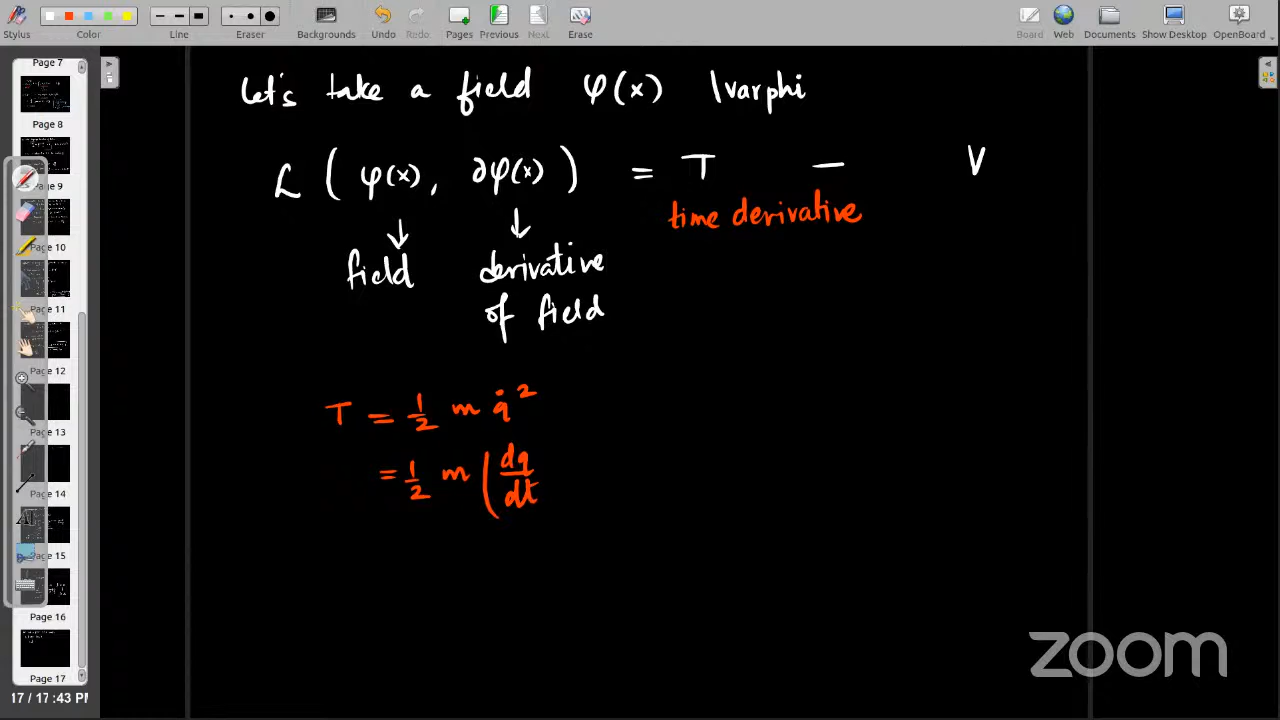 Stylus Color Line Eraser Backgrounds Undo Redo Pages Previous Next Erase Board Web Documents Show Desktop OpenBoard
Page 7
Page 8
Page 9
Page 10
Page 11
Page 12
Page 13
Page 14
Page 15
Page 16
Page 17
17 / 17
:43 PM
let's take a field φ(x) \varphi
ℒ ( φ(x), ∂φ(x) ) = T − V
time derivative
↓ ↓
field derivative
of field
T = 1/2 m q̇²
= 1/2 m ( dq/dt
zoom